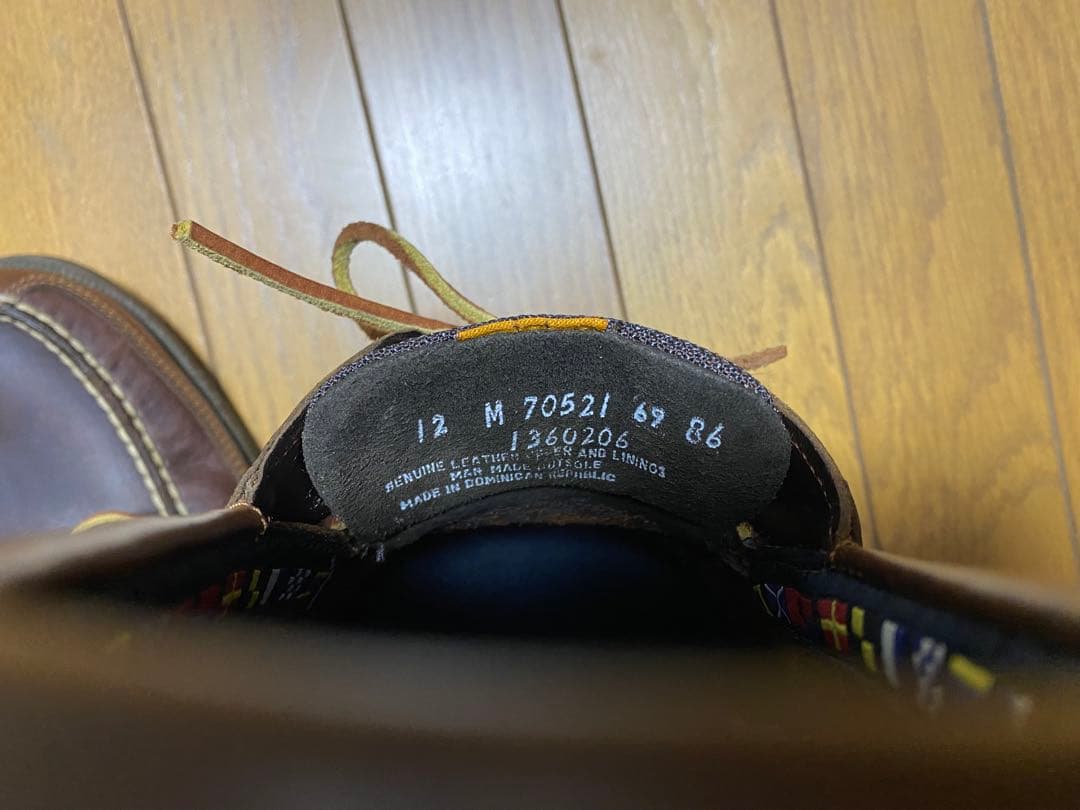 12 M 70521 69 86
1360206
GENUINE LEATHER UPPER AND LININGS
MAN MADE OUTSOLE
MADE IN DOMINICAN REPUBLIC